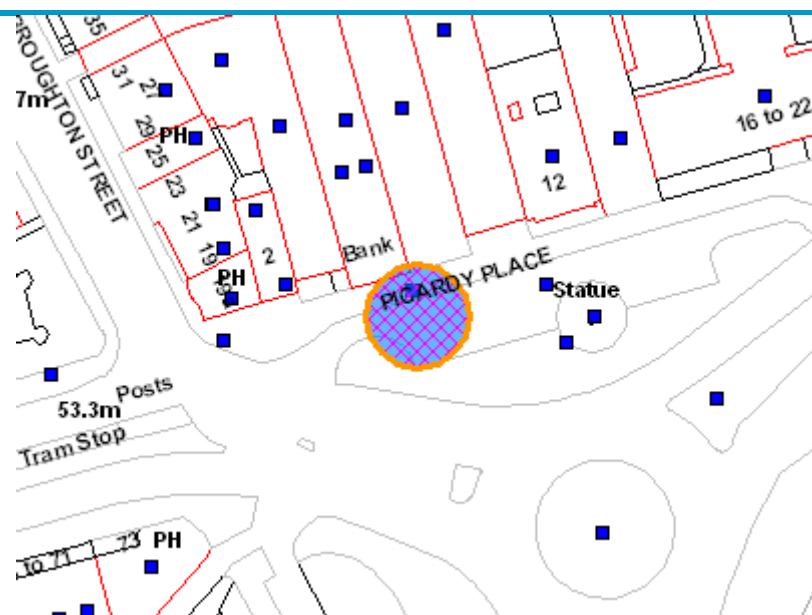 35
ROUGHTON STREET
31
27
7m
29
PH
25
16 to 22
23
12
21
19
Bank
2
PH
PICARDY PLACE
Statue
Posts
53.3m
Tram Stop
73
PH
to 71